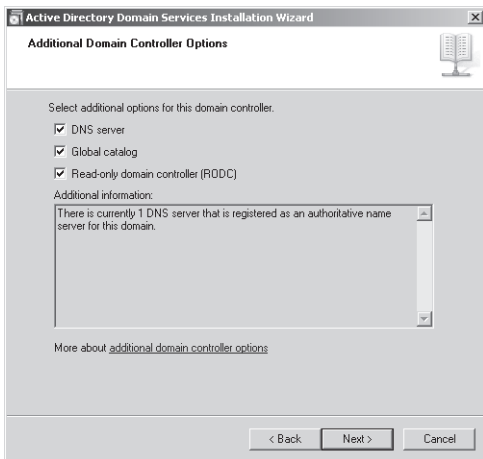 Active Directory Domain Services Installation Wizard
Additional Domain Controller Options
Select additional options for this domain controller.
DNS server
Global catalog
Read-only domain controller (RODC)
Additional information:
There is currently 1 DNS server that is registered as an authoritative name
server for this domain.
More about additional domain controller options
< Back
Next >
Cancel